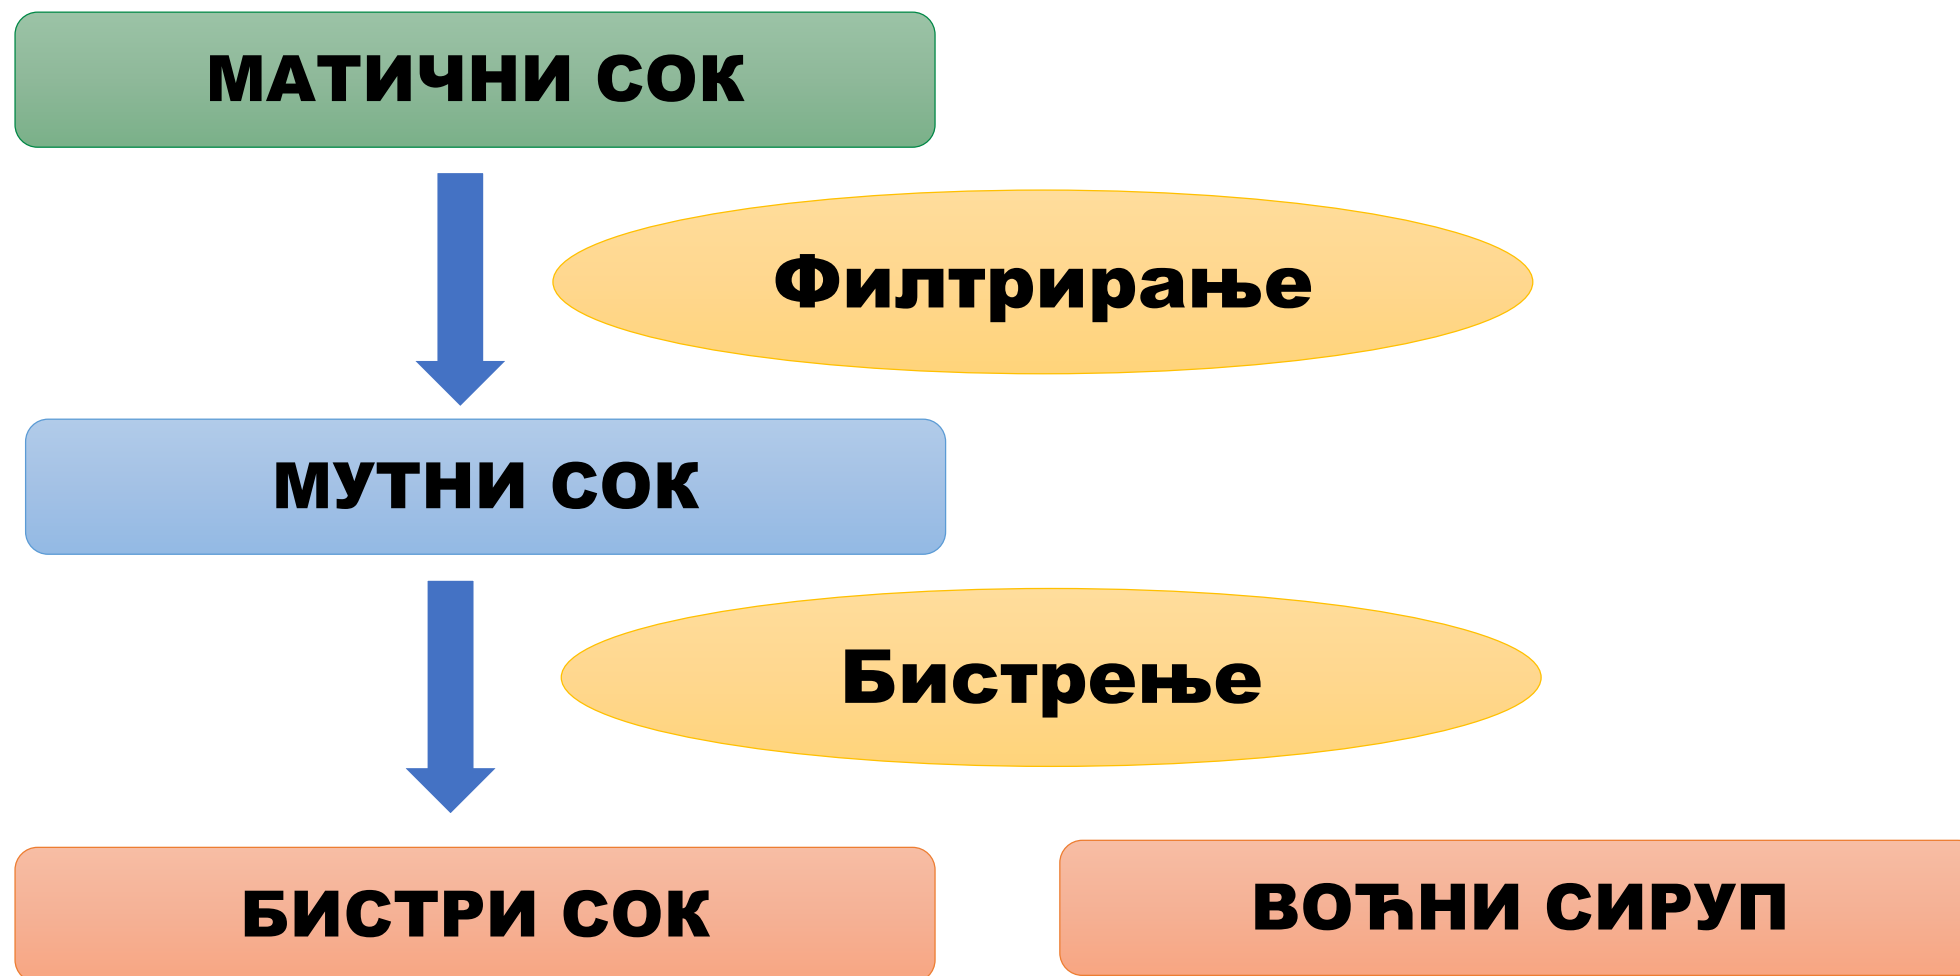 МАТИЧНИ СОК
Филтрирање
МУТНИ СОК
Бистрење
БИСТРИ СОК
ВОЋНИ СИРУП